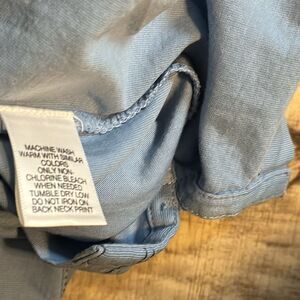 MACHINE WASH
WARM WITH SIMILAR
COLORS
ONLY NON-
CHLORINE BLEACH
WHEN NEEDED
TUMBLE DRY LOW
DO NOT IRON ON
BACK NECK PRINT